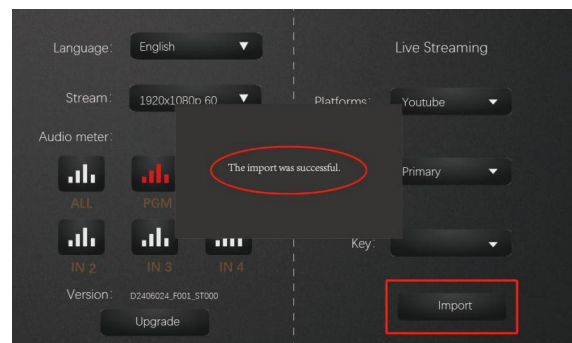 Language: English
Live Streaming
Stream: 1920x1080p 60
Platforms: Youtube
Audio meter:
The import was successful.
Primary
ALL PGM
Key:
IN 2 IN 3 IN 4
Version: D2406024_F001_ST000
Import
Upgrade